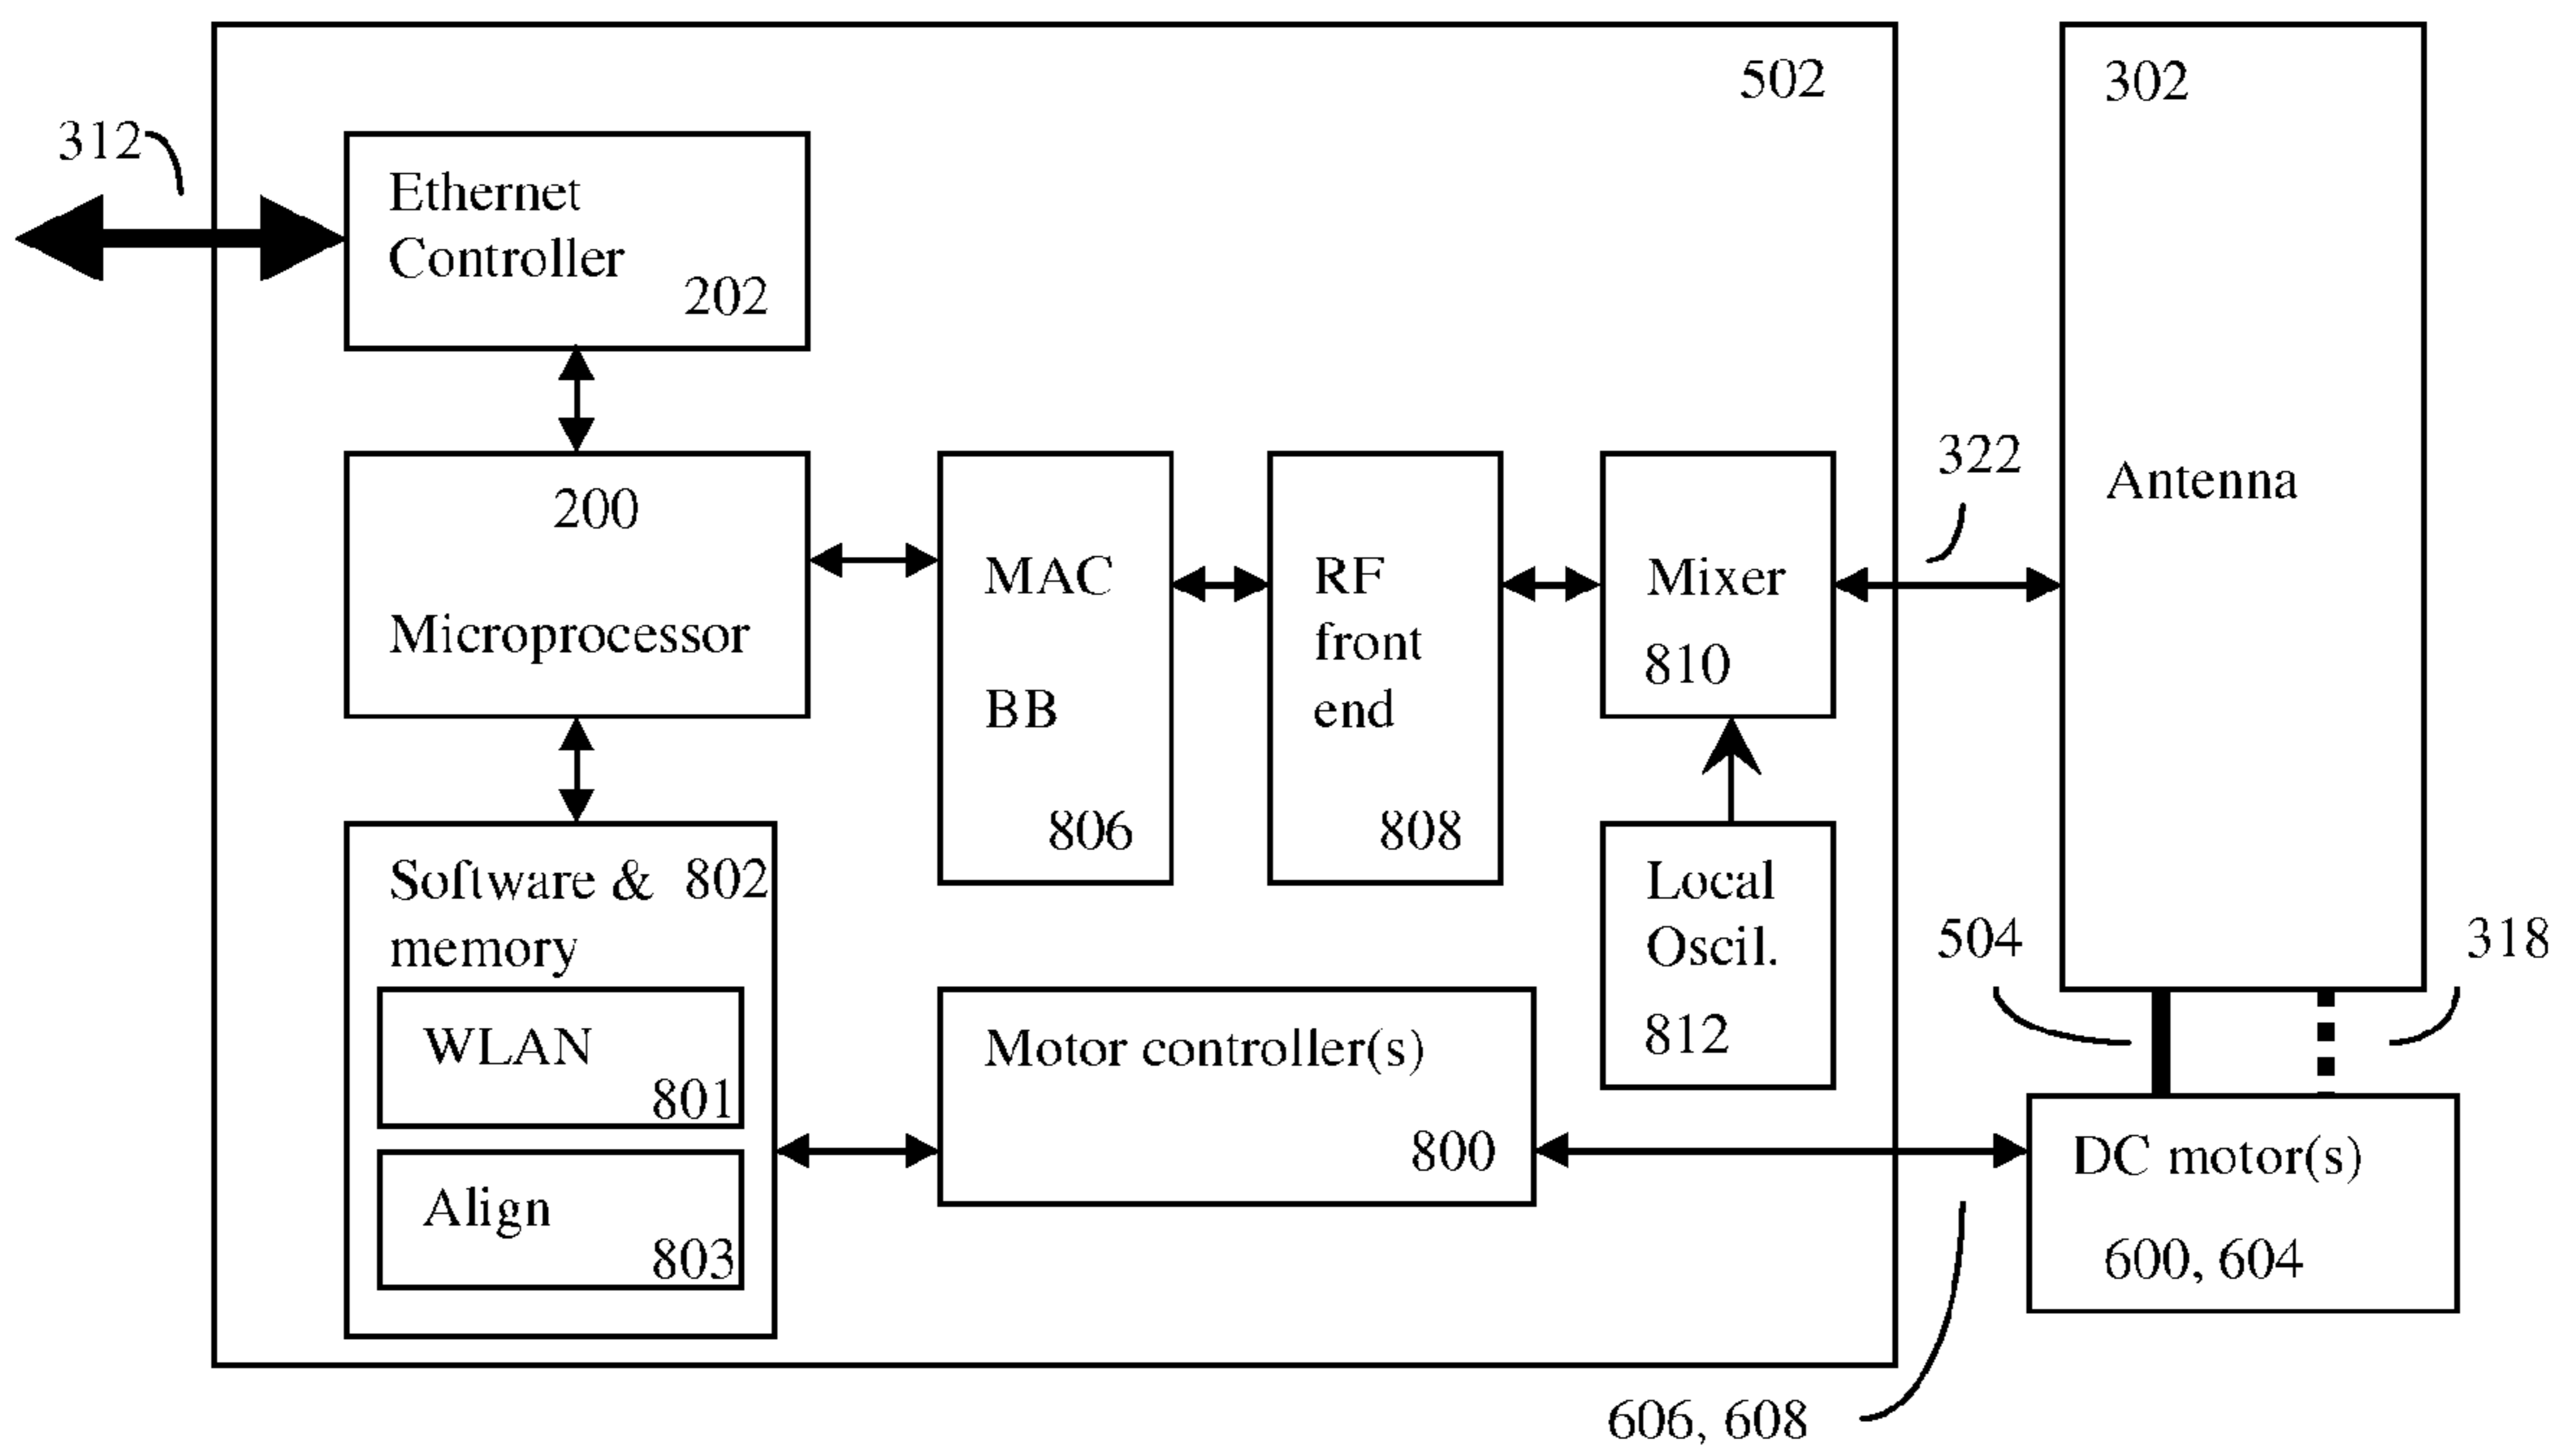 502
302
312
Ethernet
Controller
202
200
Microprocessor
MAC
BB
806
RF
front
end
808
Mixer
810
322
Antenna
Software & 802
memory
WLAN
801
Align
803
Motor controller(s)
800
Local
Oscil.
812
504
318
DC motor(s)
600, 604
606, 608